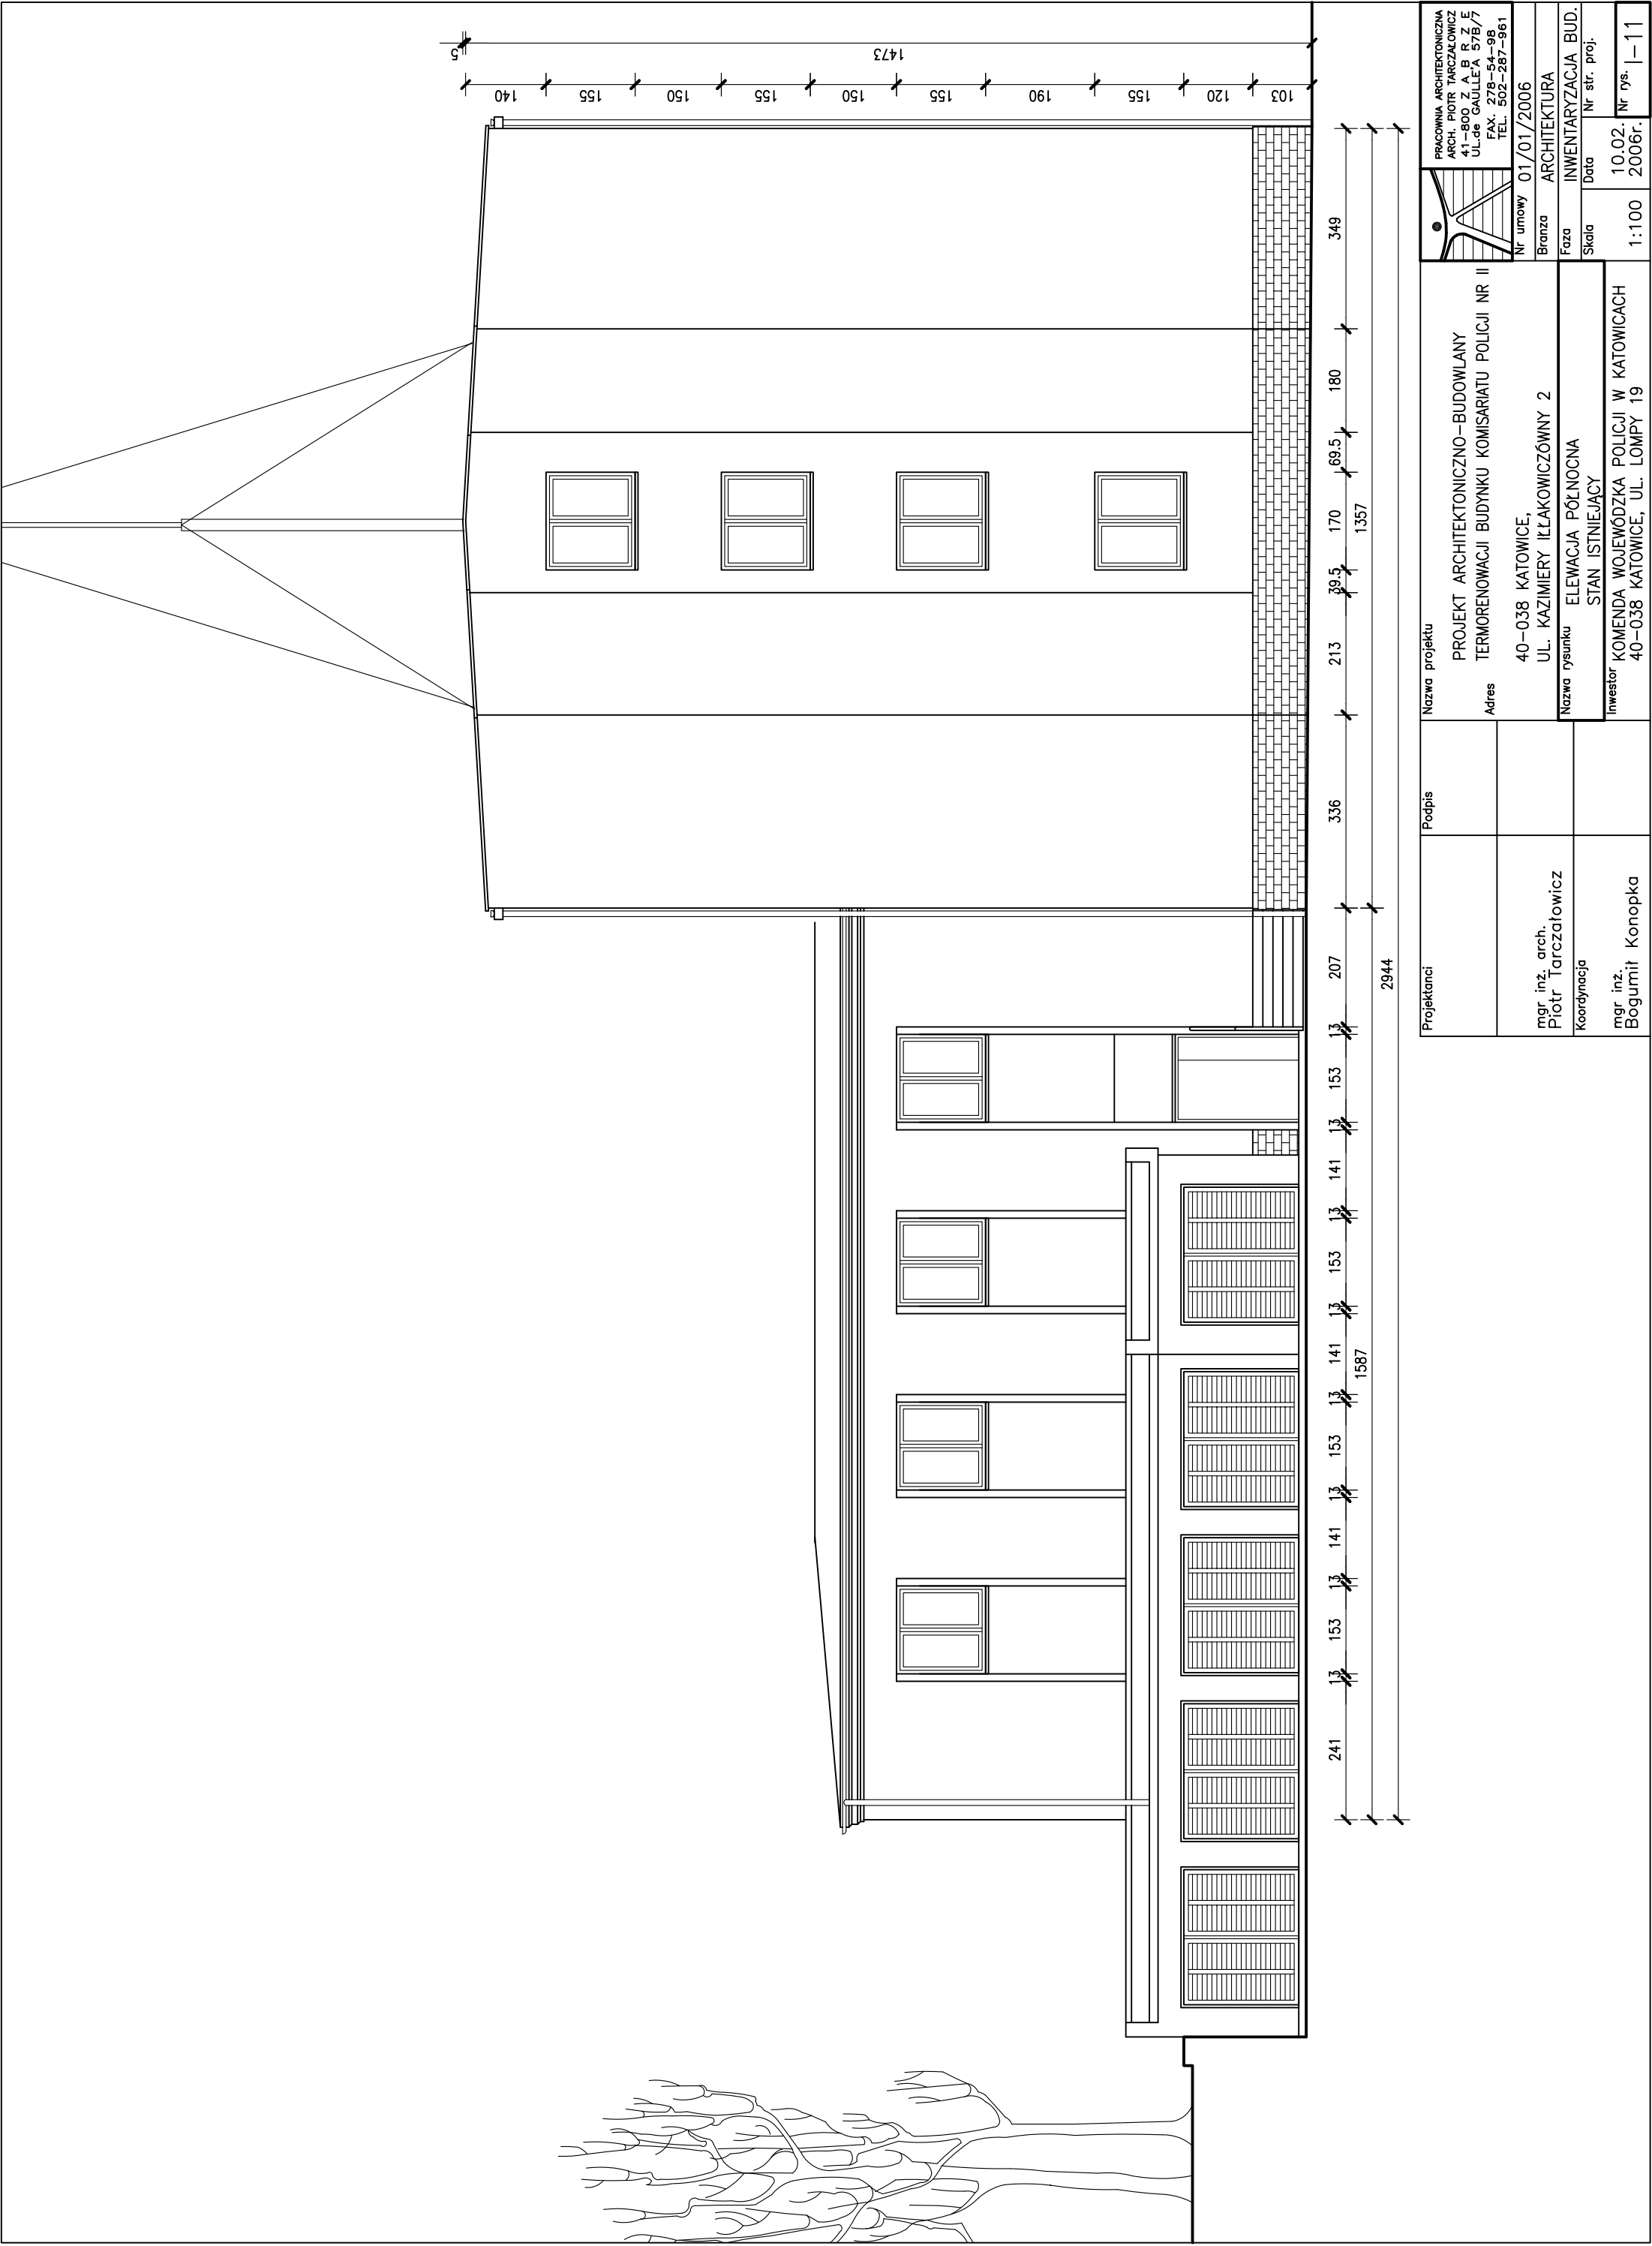 5
1473
140
155
150
155
150
155
190
155
120
103
241
13
153
13
141
13
153
13
141
13
153
13
141
13
153
13
207
336
213
39.5
170
69.5
180
349
1587
1357
2944
Projektanci
mgr inż. arch.
Piotr Tarczałowicz
Koordynacja
mgr inż.
Bogumił Konopka
Podpis
Nazwa projektu
PROJEKT ARCHITEKTONICZNO-BUDOWLANY
TERMORENOWACJI BUDYNKU KOMISARIATU POLICJI NR II
Adres
40-038 KATOWICE,
UL. KAZIMIERY IŁŁAKOWICZÓWNY 2
Nazwa rysunku
ELEWACJA PÓŁNOCNA
STAN ISTNIEJĄCY
Inwestor
KOMENDA WOJEWÓDZKA POLICJI W KATOWICACH
40-038 KATOWICE, UL. LOMPY 19
PRACOWNIA ARCHITEKTONICZNA
ARCH. PIOTR TARCZAŁOWICZ
41-800 Z A B R Z E
UL.de GAULLE'A 57B/7
FAX. 278-54-98
TEL. 502-287-961
Nr umowy 01/01/2006
Branza ARCHITEKTURA
Faza INWENTARYZACJA BUD.
Skala
1:100
Data
10.02.
2006r.
Nr str. proj.
Nr rys. I-11